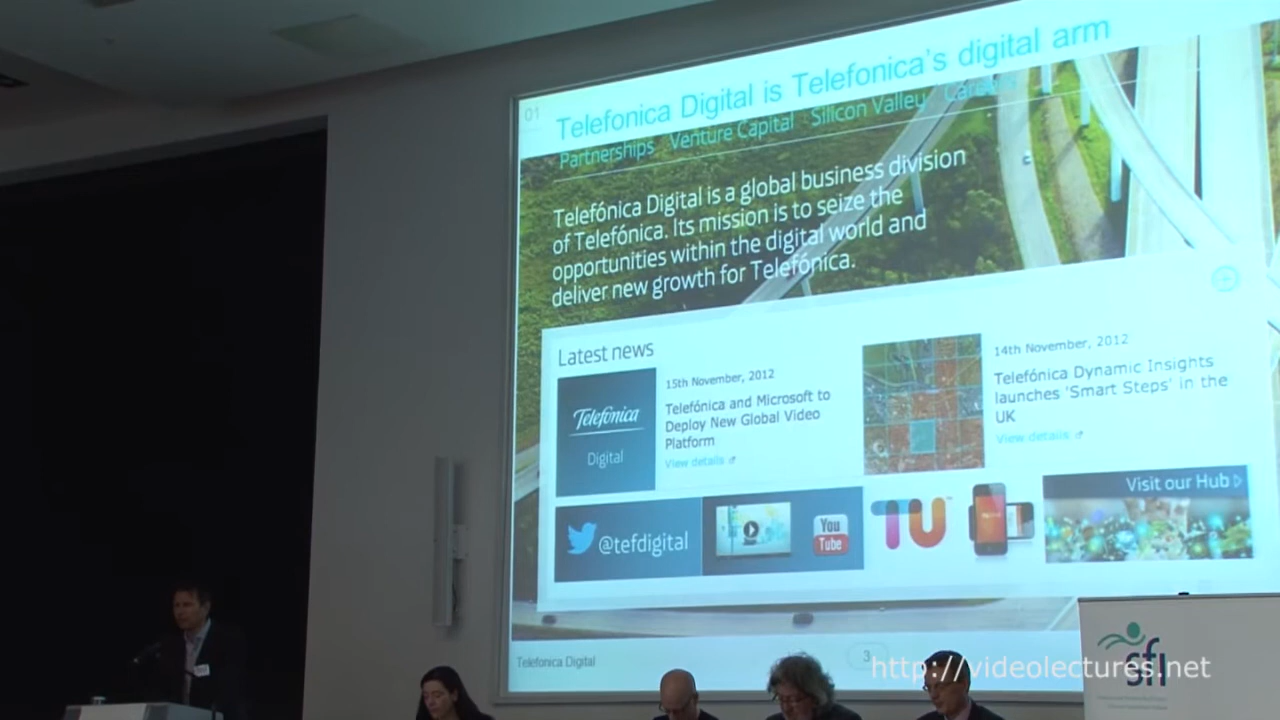 01
Telefonica Digital is Telefonica's digital arm
Partnerships Venture Capital Silicon Valley
Telefónica Digital is a global business division
of Telefónica. Its mission is to seize the
opportunities within the digital world and
deliver new growth for Telefónica.
Latest news
Telefónica
Digital
15th November, 2012
Telefónica and Microsoft to
Deploy New Global Video
Platform
View details
14th November, 2012
Telefónica Dynamic Insights
launches 'Smart Steps' in the
UK
View details
@tefdigital
You
Tube
TU
Visit our Hub
Telefonica Digital
3
http://videolectures.net
sfi